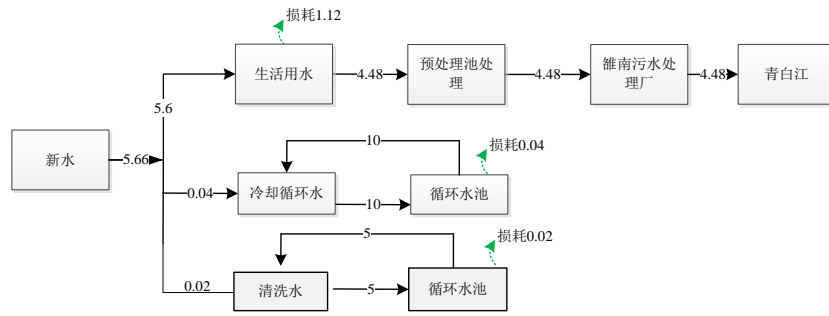 损耗1.12
生活用水
4.48
预处理池处
理
4.48
雒南污水处
理厂
4.48
青白江
5.6
新水
5.66
10
损耗0.04
0.04
冷却循环水
10
循环水池
5
损耗0.02
0.02
清洗水
5
循环水池